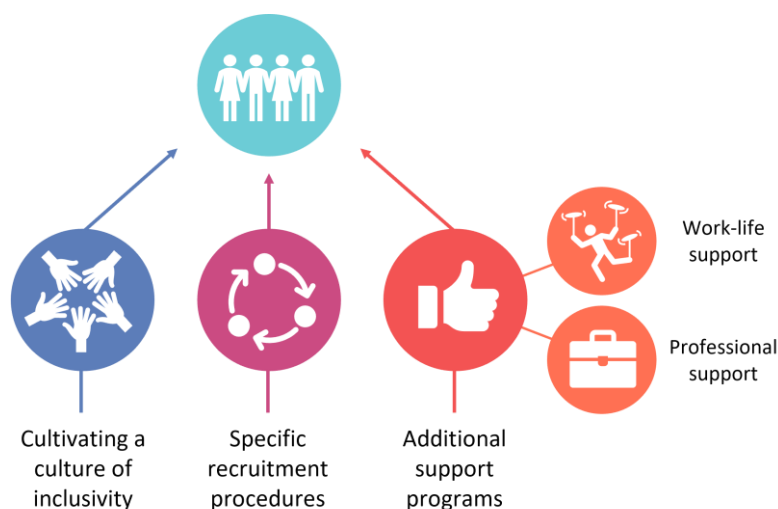 Work-life
support
Professional
support
Cultivating a
culture of
inclusivity
Specific
recruitment
procedures
Additional
support
programs